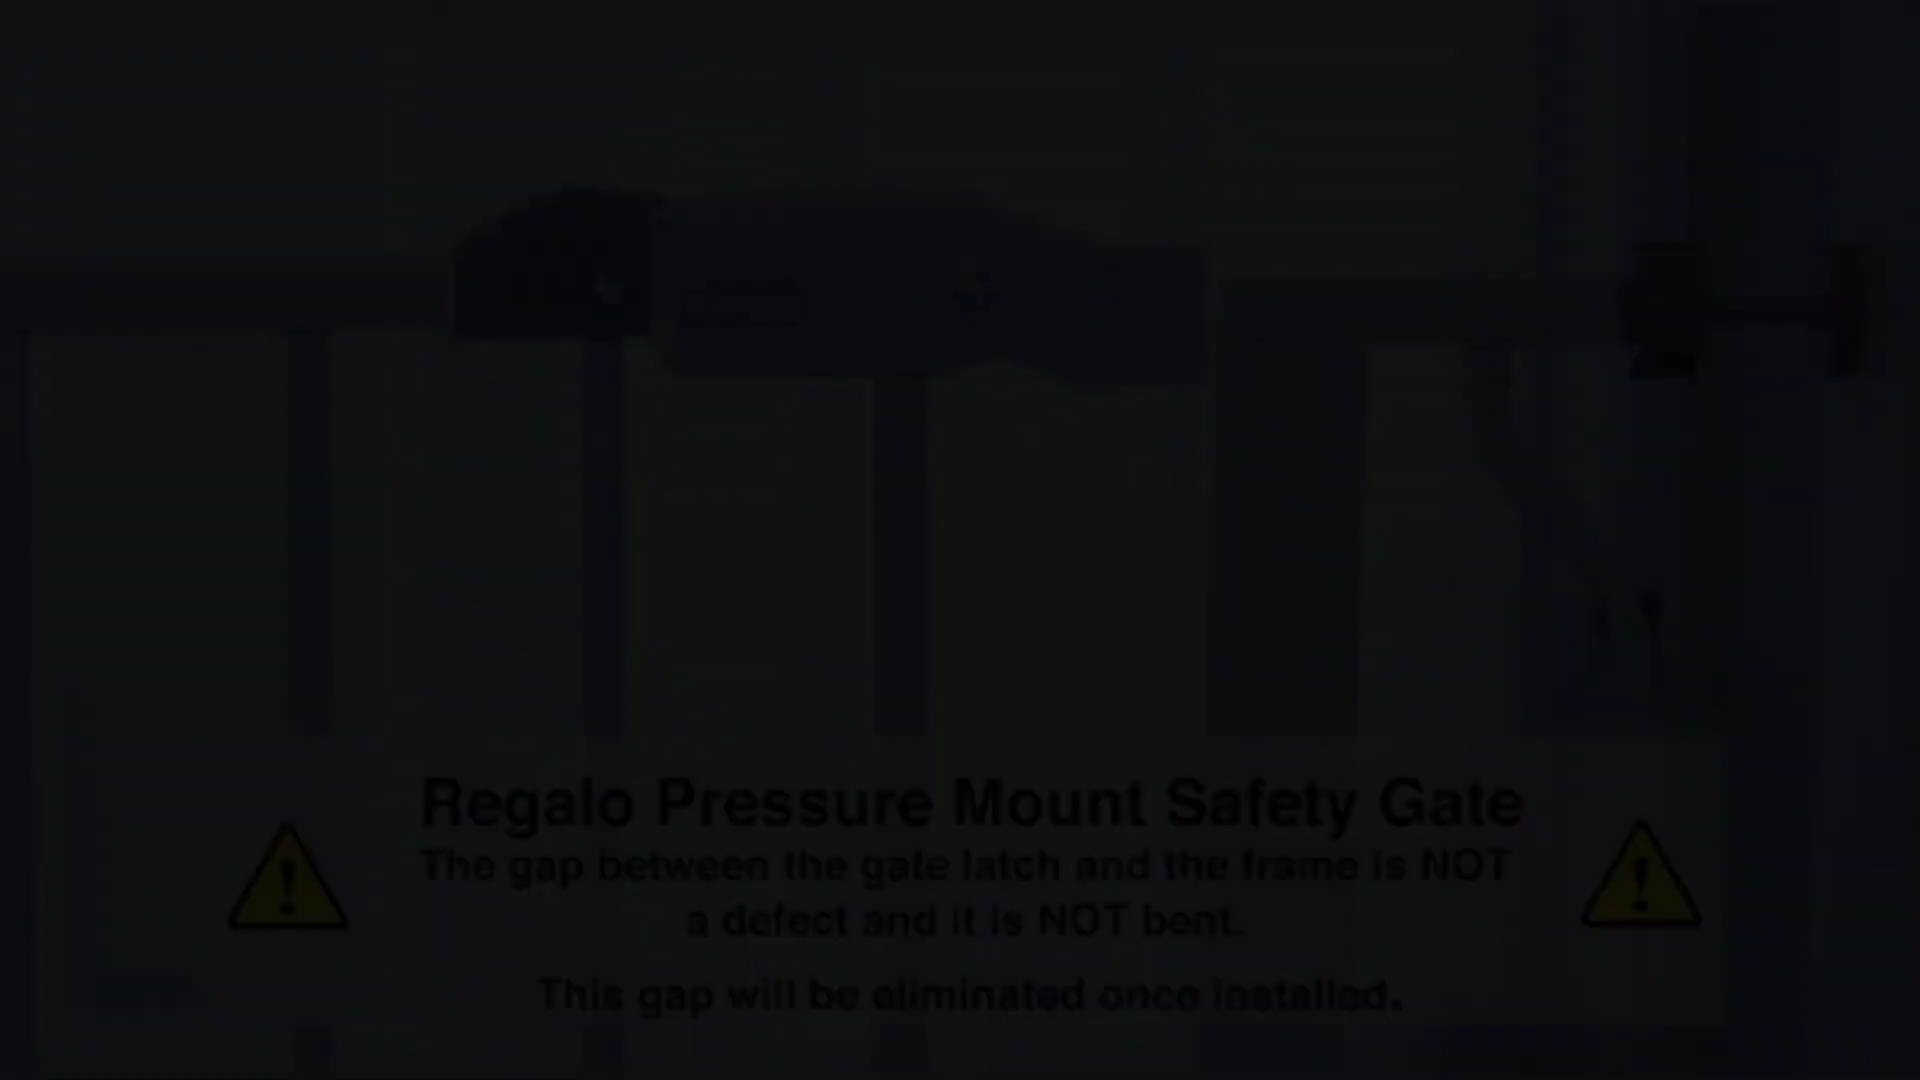 Regalo Pressure Mount Safety Gate
The gap between the gate latch and the frame is NOT
a defect and it is NOT bent.
This gap will be eliminated once installed.